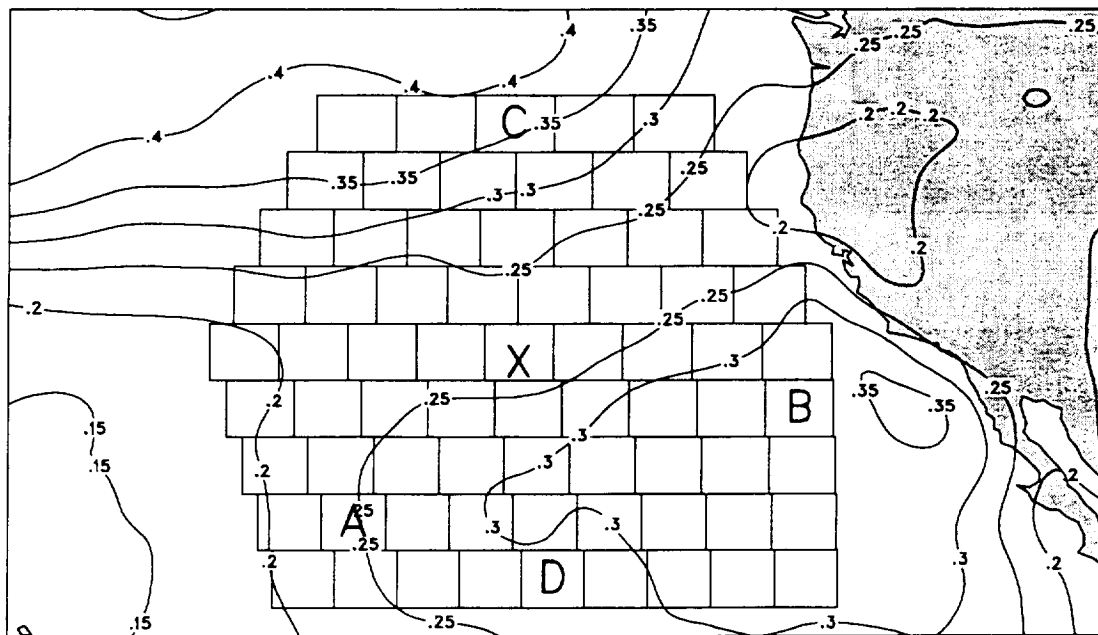 .4 .35 .25 .25 .25
.4 .4 .4
.4 C .35 .3 .2 .2 .2
.35 .35 .3 .3 .25
.25 .2 .2
.25 .25
.2 .25
X .3
.25 .25
.2 B .35 .35
.15 .3
.15 .2 .3 .2
A .25 .3 .3
.25
.2 D .3 .2
.15 .25 .3